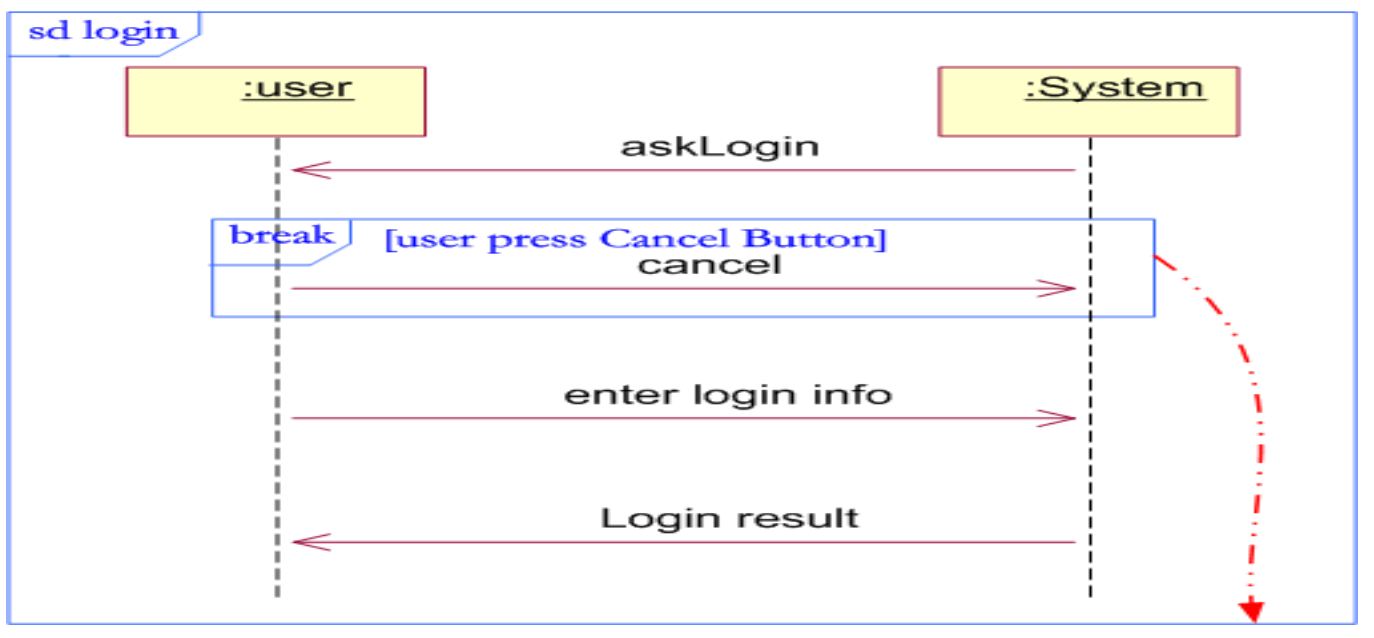 sd login
:user
:System
askLogin
break
[user press Cancel Button]
cancel
enter login info
Login result